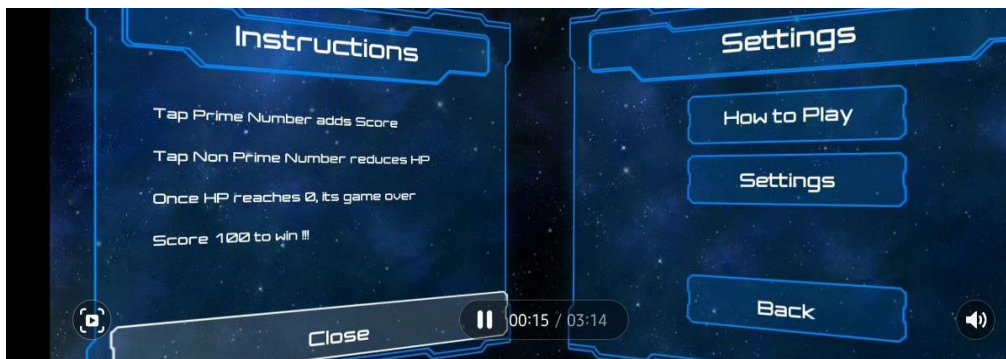 Instructions
Tap Prime Number adds Score
Tap Non Prime Number reduces HP
Once HP reaches 0, its game over
Score 100 to win !!!
Close
Settings
How to Play
Settings
Back
00:15 / 03:14